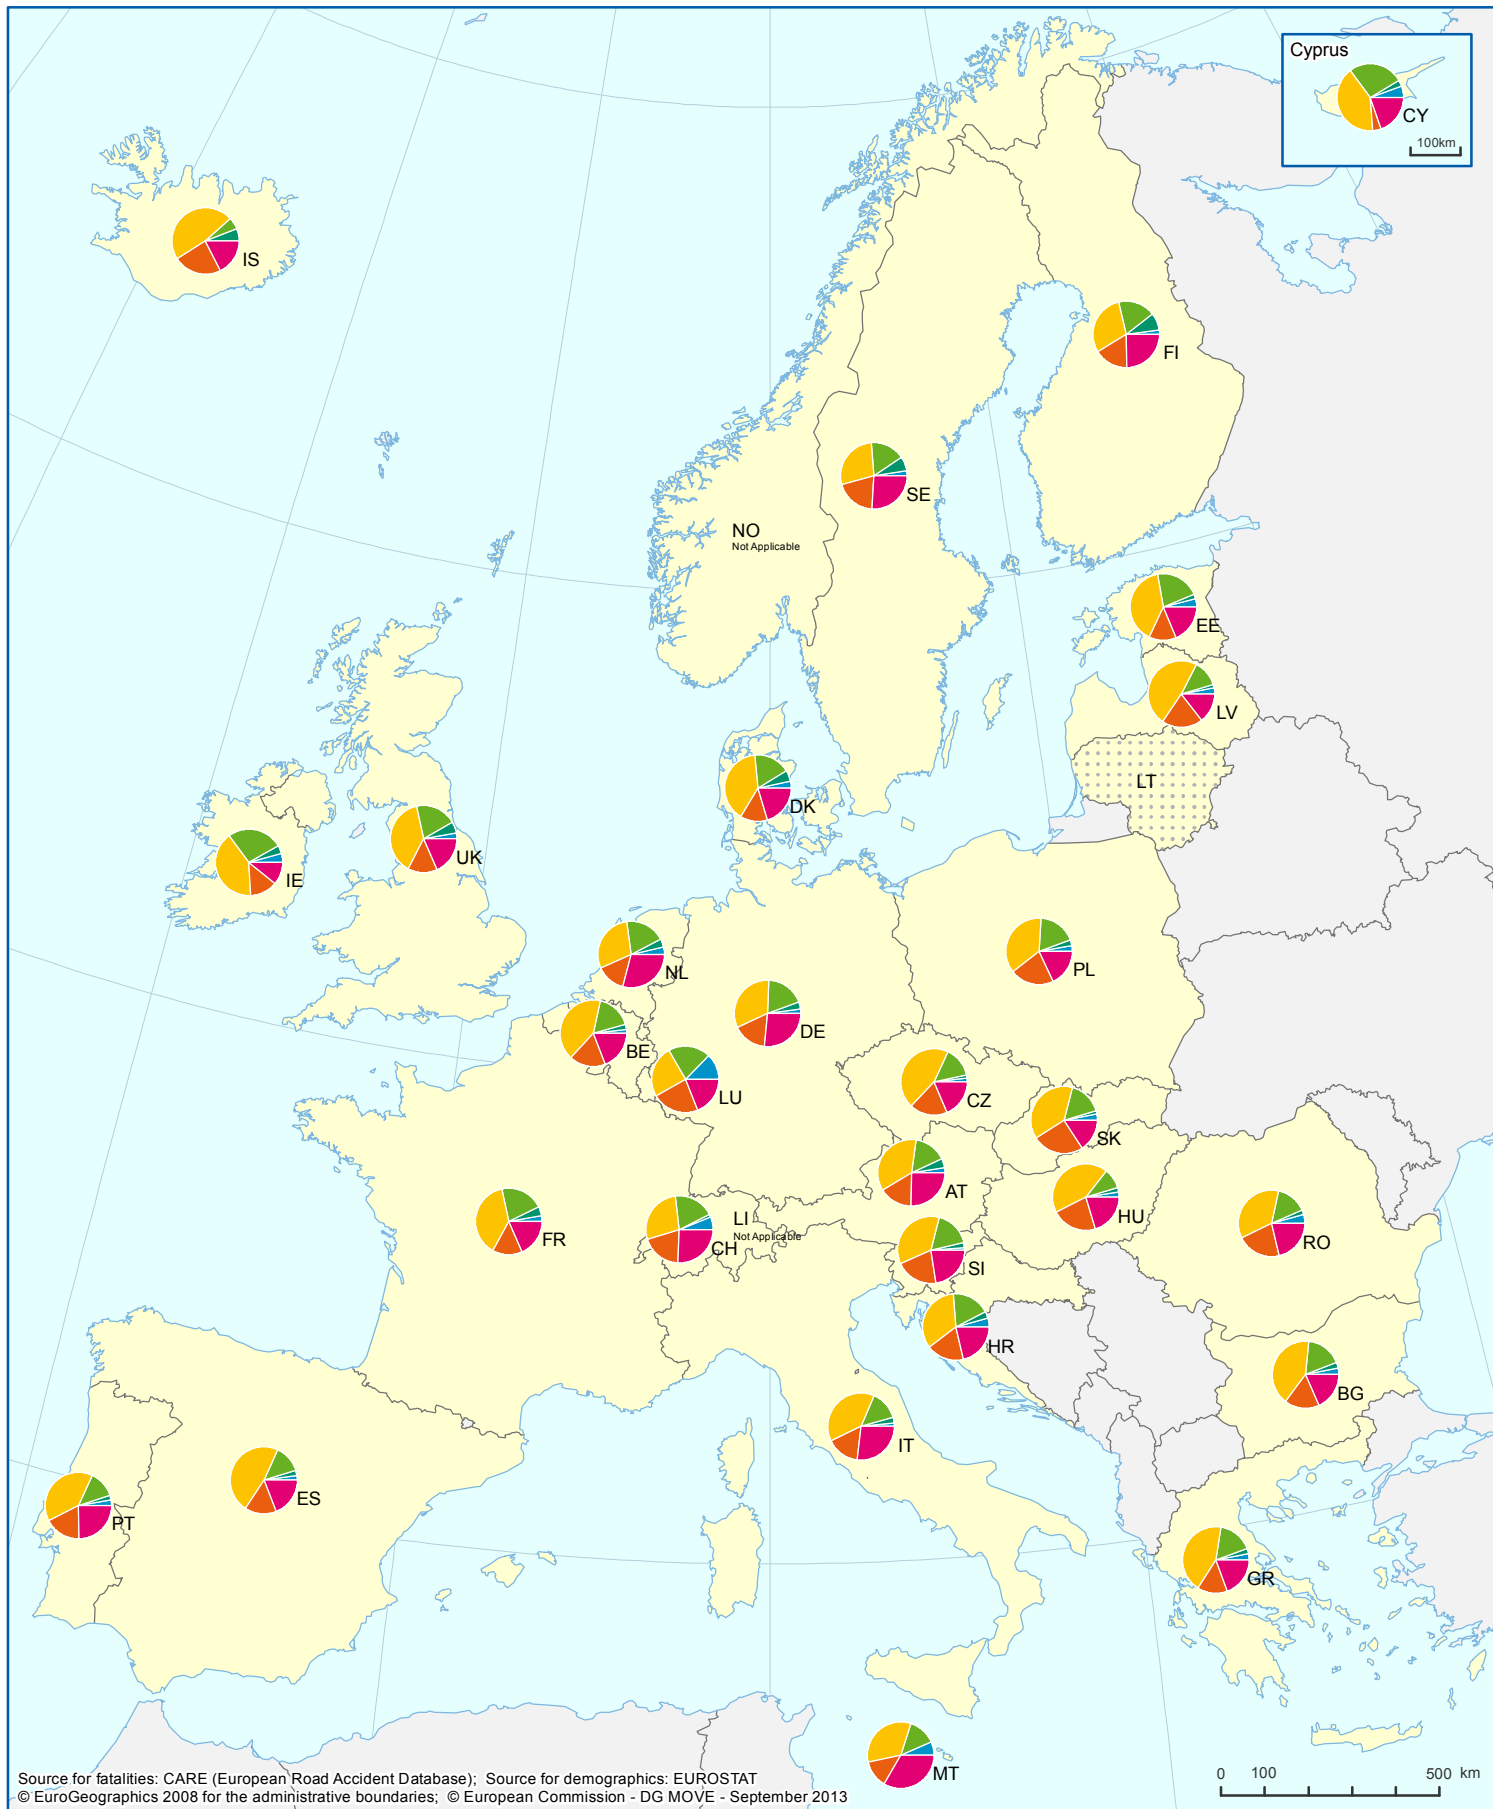 Cyprus
CY
100km
IS
FI
SE
NO
Not Applicable
EE
LV
LT
DK
UK
IE
NL
PL
DE
BE
LU
CZ
SK
AT
HU
LI
Not Applicable
CH
FR
SI
RO
HR
BG
IT
ES
PT
GR
MT
Source for fatalities: CARE (European Road Accident Database); Source for demographics: EUROSTAT
© EuroGeographics 2008 for the administrative boundaries; © European Commission - DG MOVE - September 2013
0 100 500 km